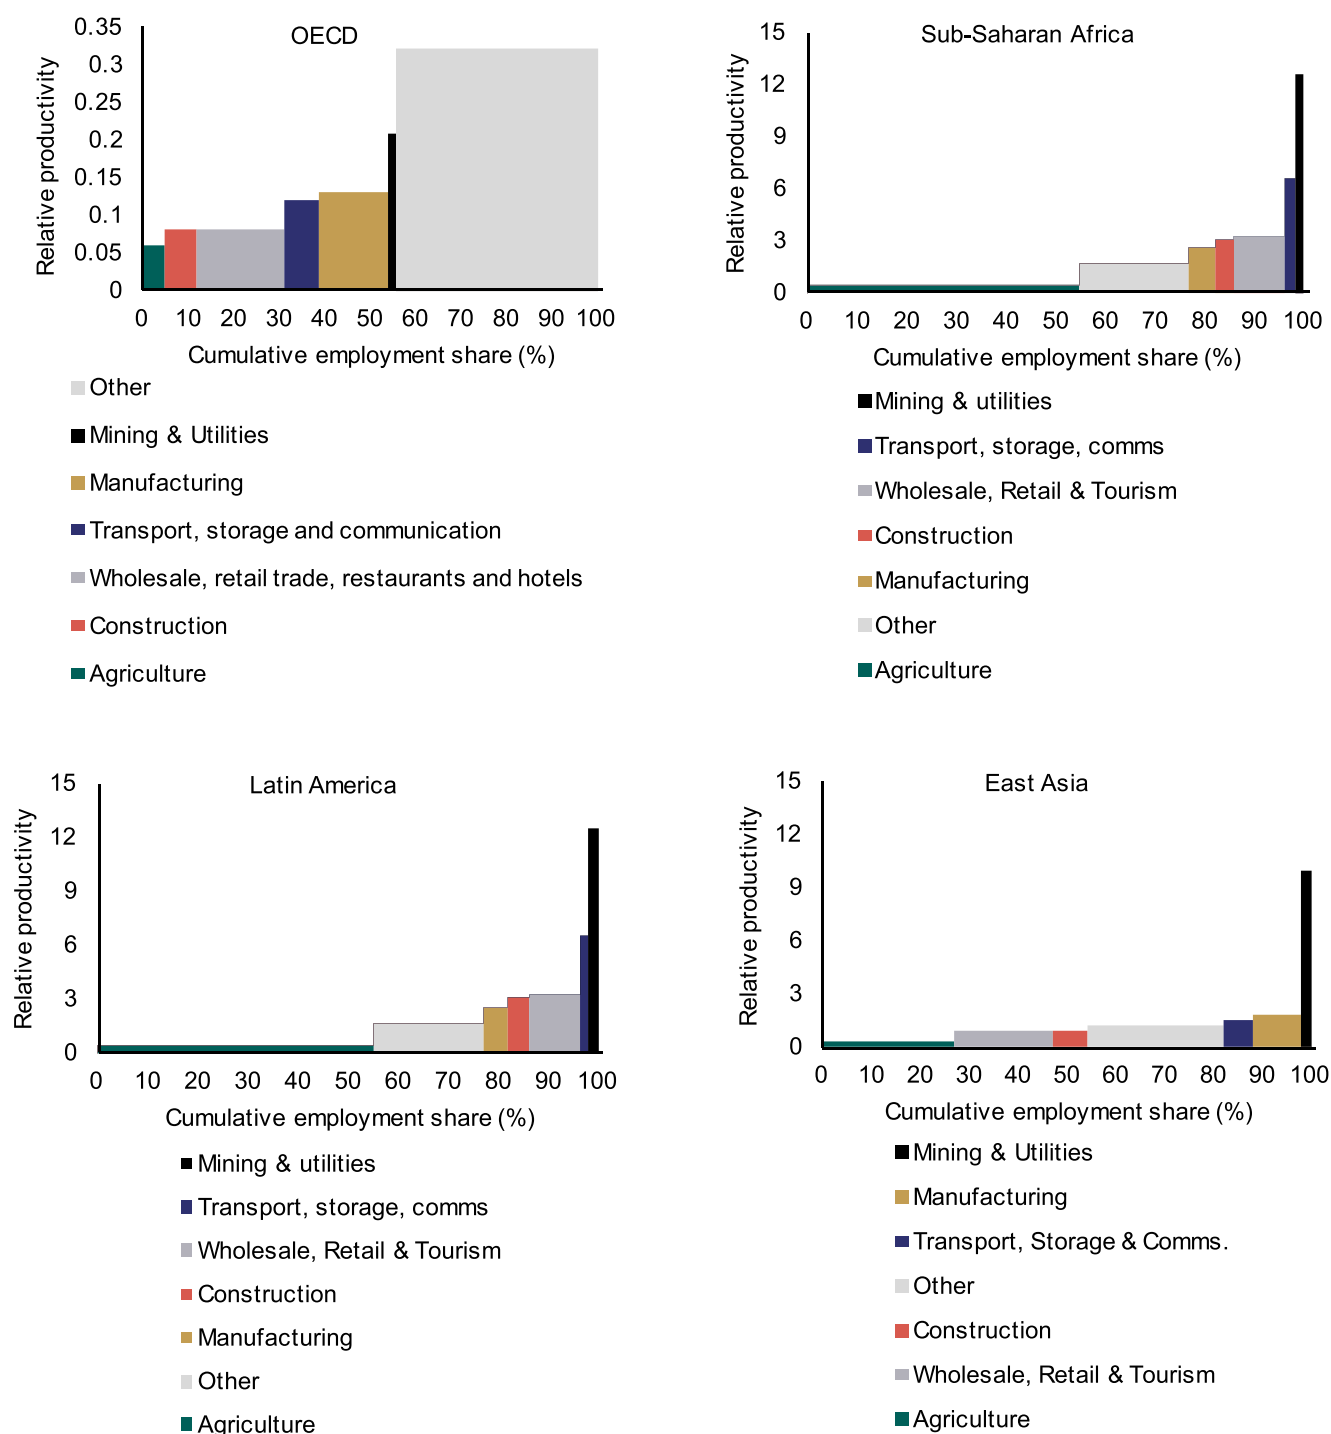 OECD
Relative productivity
0.35
0.3
0.25
0.2
0.15
0.1
0.05
0
0 10 20 30 40 50 60 70 80 90 100
Cumulative employment share (%)
Other
Mining & Utilities
Manufacturing
Transport, storage and communication
Wholesale, retail trade, restaurants and hotels
Construction
Agriculture
Sub-Saharan Africa
Relative productivity
15
12
9
6
3
0
0 10 20 30 40 50 60 70 80 90 100
Cumulative employment share (%)
Mining & utilities
Transport, storage, comms
Wholesale, Retail & Tourism
Construction
Manufacturing
Other
Agriculture
Latin America
Relative productivity
15
12
9
6
3
0
0 10 20 30 40 50 60 70 80 90 100
Cumulative employment share (%)
Mining & utilities
Transport, storage, comms
Wholesale, Retail & Tourism
Construction
Manufacturing
Other
Agriculture
East Asia
Relative productivity
15
12
9
6
3
0
0 10 20 30 40 50 60 70 80 90 100
Cumulative employment share (%)
Mining & Utilities
Manufacturing
Transport, Storage & Comms.
Other
Construction
Wholesale, Retail & Tourism
Agriculture